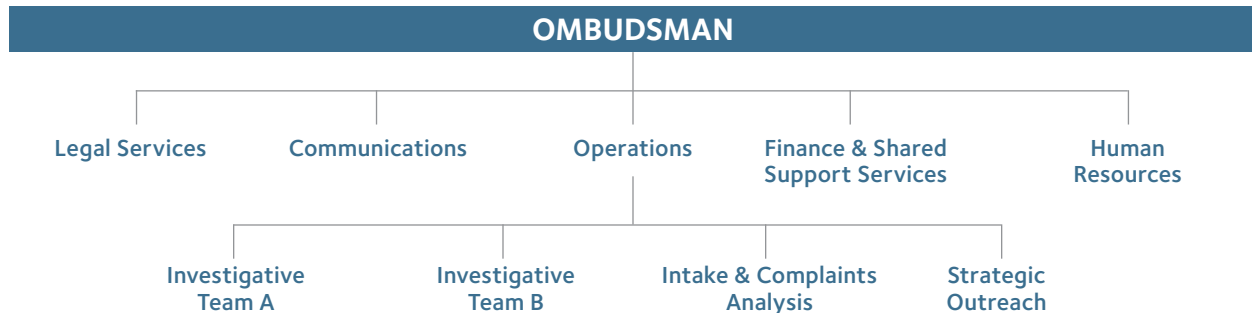 OMBUDSMAN
Legal Services
Communications
Operations
Finance & Shared
Support Services
Human
Resources
Investigative
Team A
Investigative
Team B
Intake & Complaints
Analysis
Strategic
Outreach